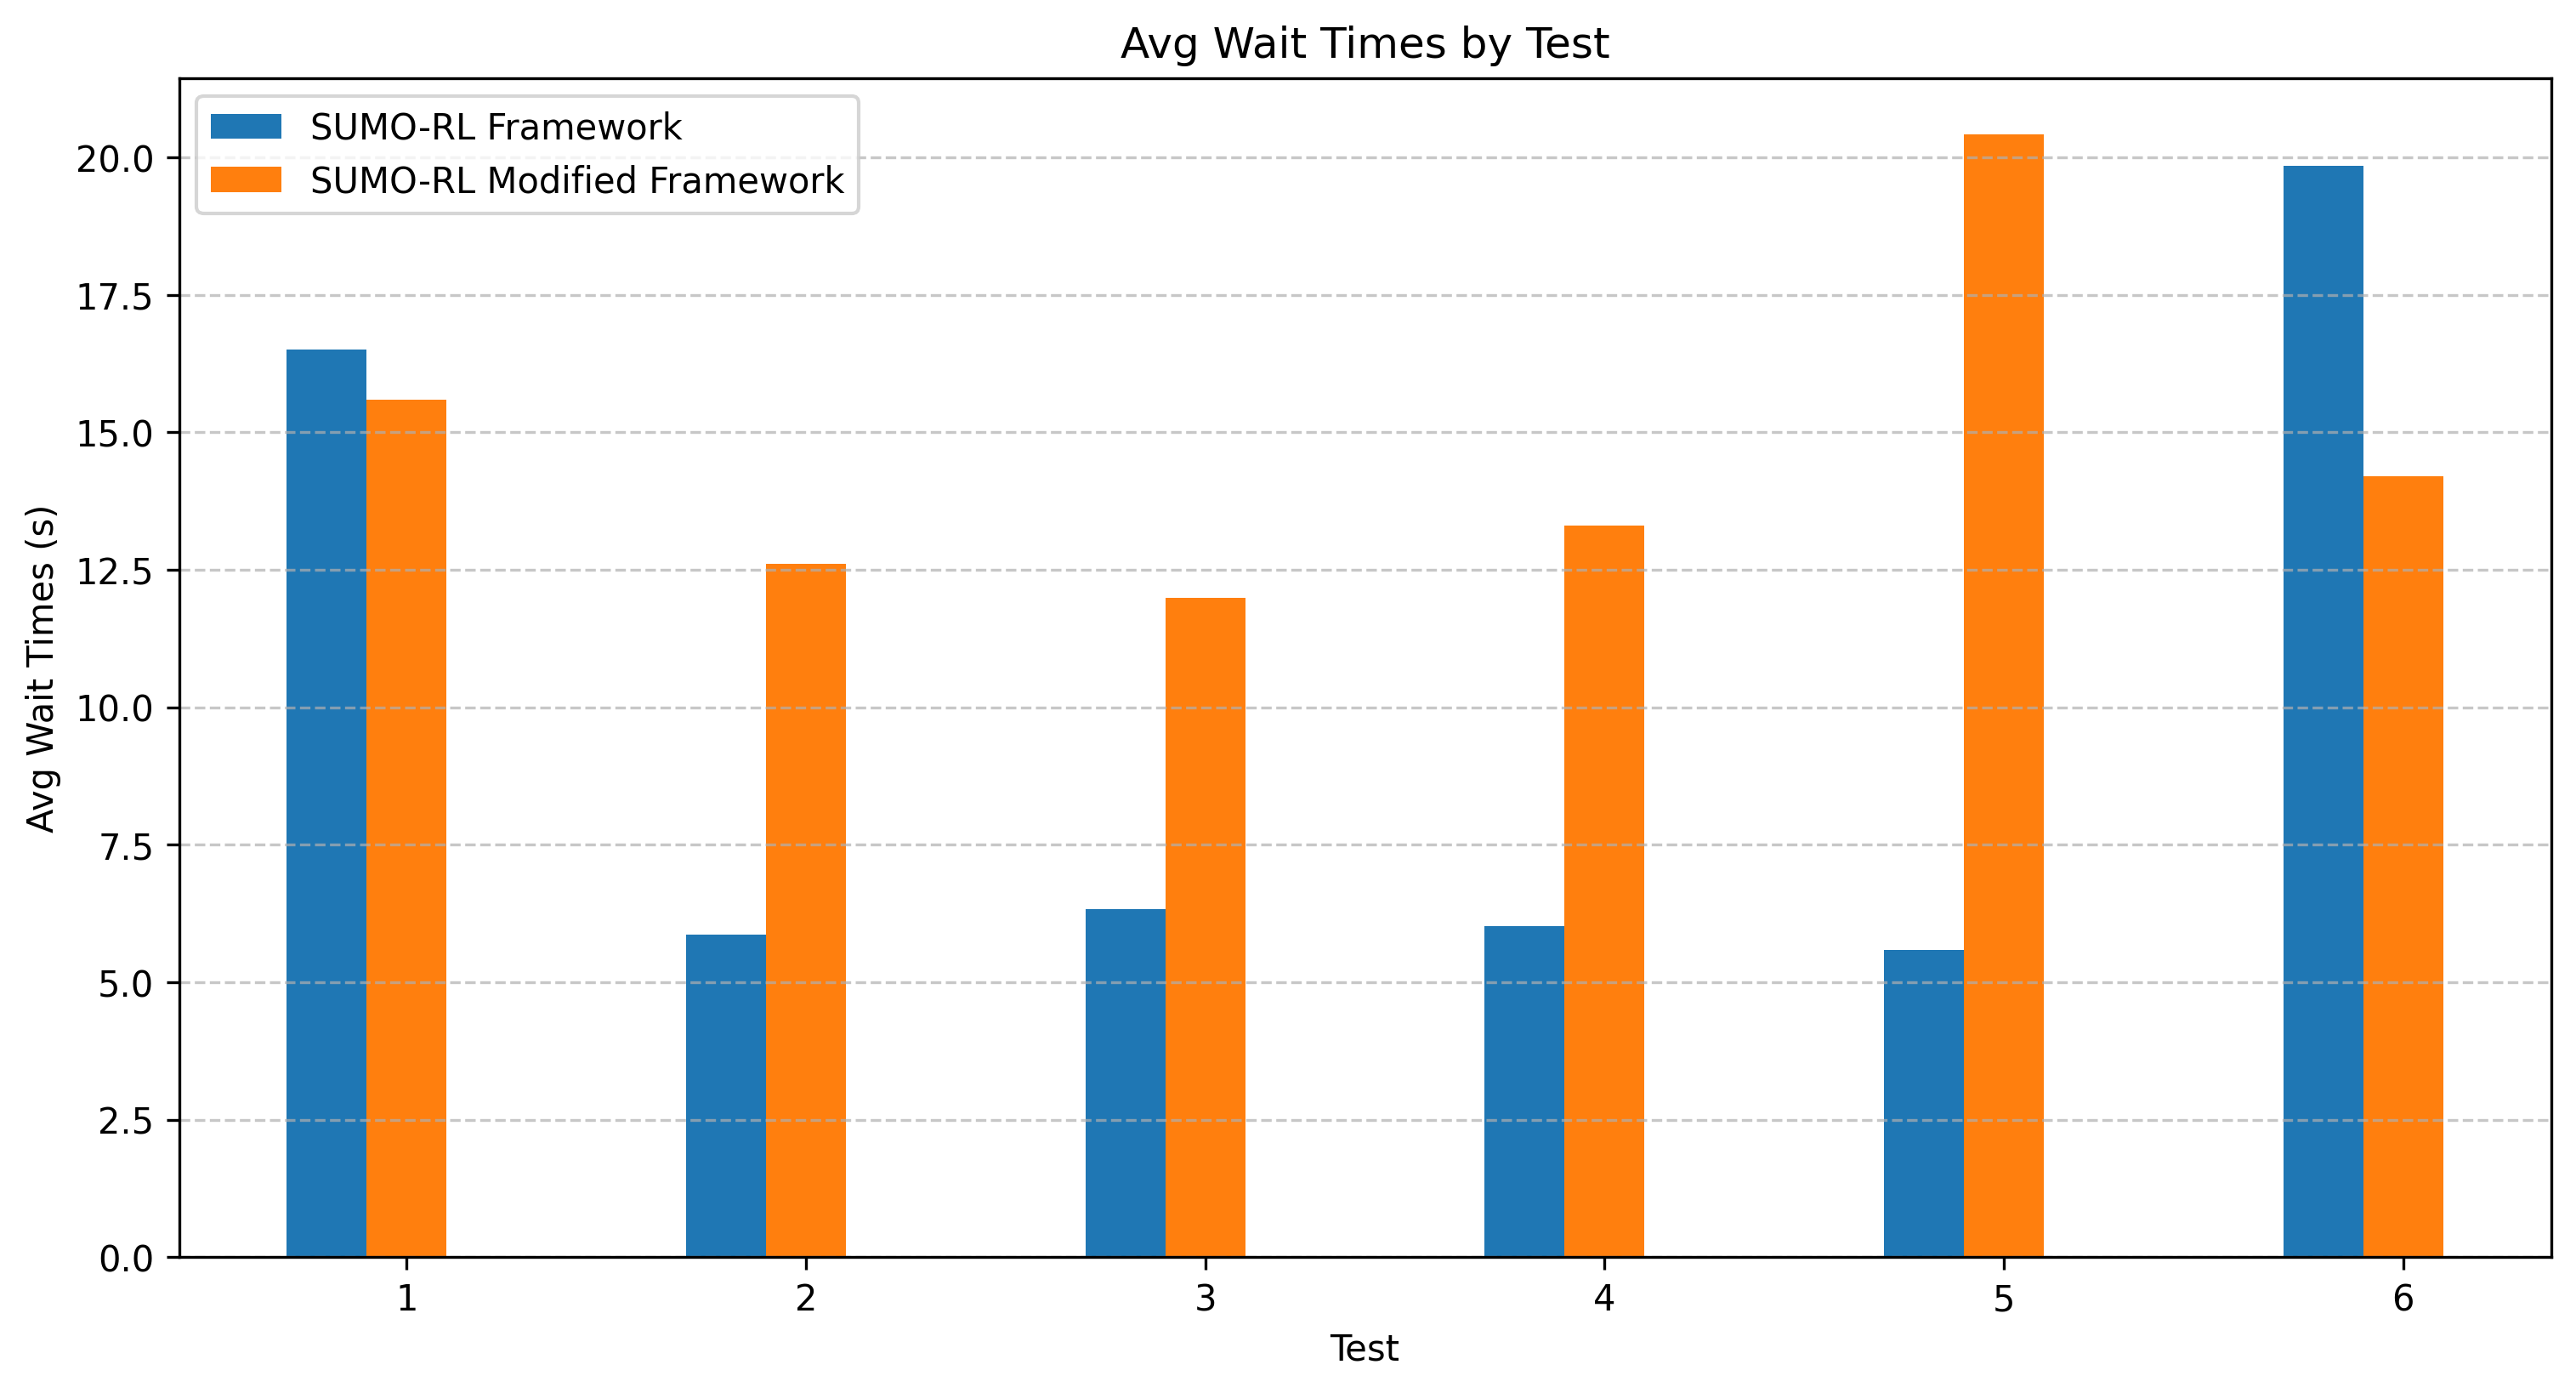 Avg Wait Times by Test
SUMO-RL Framework
SUMO-RL Modified Framework
Avg Wait Times (s)
20.0
17.5
15.0
12.5
10.0
7.5
5.0
2.5
0.0
1 2 3 4 5 6
Test